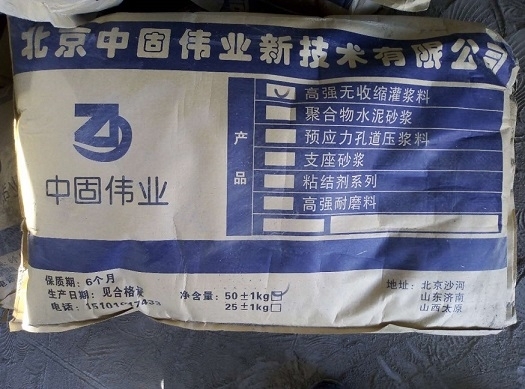 北京中固伟业新技术有限公司
中固伟业
产品
高强无收缩灌浆料
聚合物水泥砂浆
预应力孔道压浆料
支座砂浆
粘结剂系列
高强耐磨料
保质期：6个月
生产日期：见合格
电话：
净含量：50±1kg
25±1kg
地址：北京沙河
山东济南
山西太原